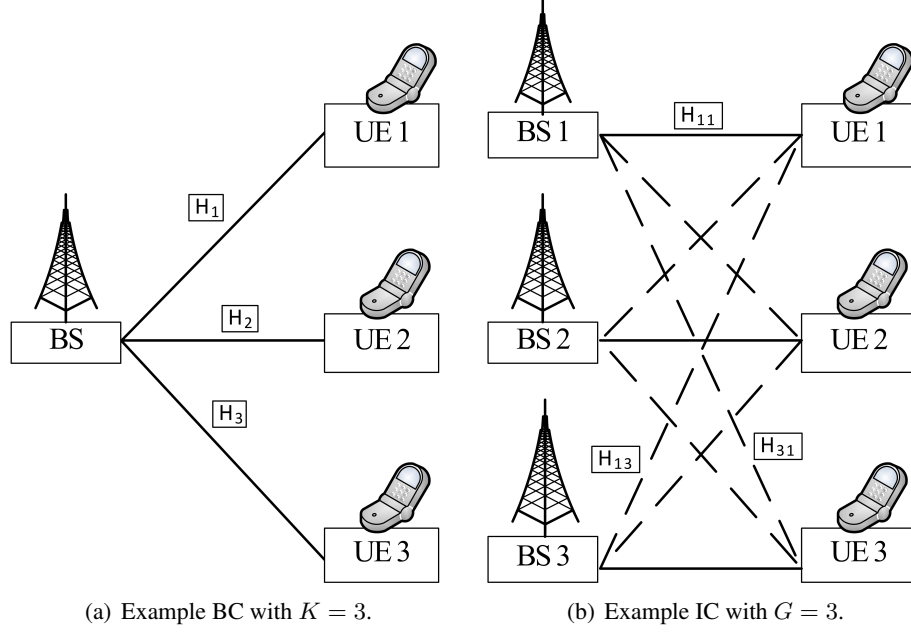 BS
H₁
H₂
H₃
UE 1
UE 2
UE 3
(a) Example BC with K = 3.
BS 1
BS 2
BS 3
H₁₁
H₁₃
H₃₁
UE 1
UE 2
UE 3
(b) Example IC with G = 3.